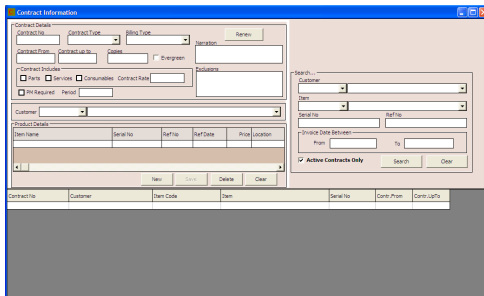 Contract Information
Contract Details
Contract No Contract Type Billing Type
Renew
Narration
Contract From Contract up to Copies
Evergreen
Contract Includes
Exclusions
Parts Services Consumables Contract Rate
PM Required Period
Customer
Product Details
Item Name Serial No Ref No Ref Date Price Location
New Save Delete Clear
Search...
Customer
Item
Serial No Ref No
Invoice Date Between
From To
Active Contracts Only Search Clear
Contract No Customer Item Code Item Serial No Contr.From Contr.UpTo